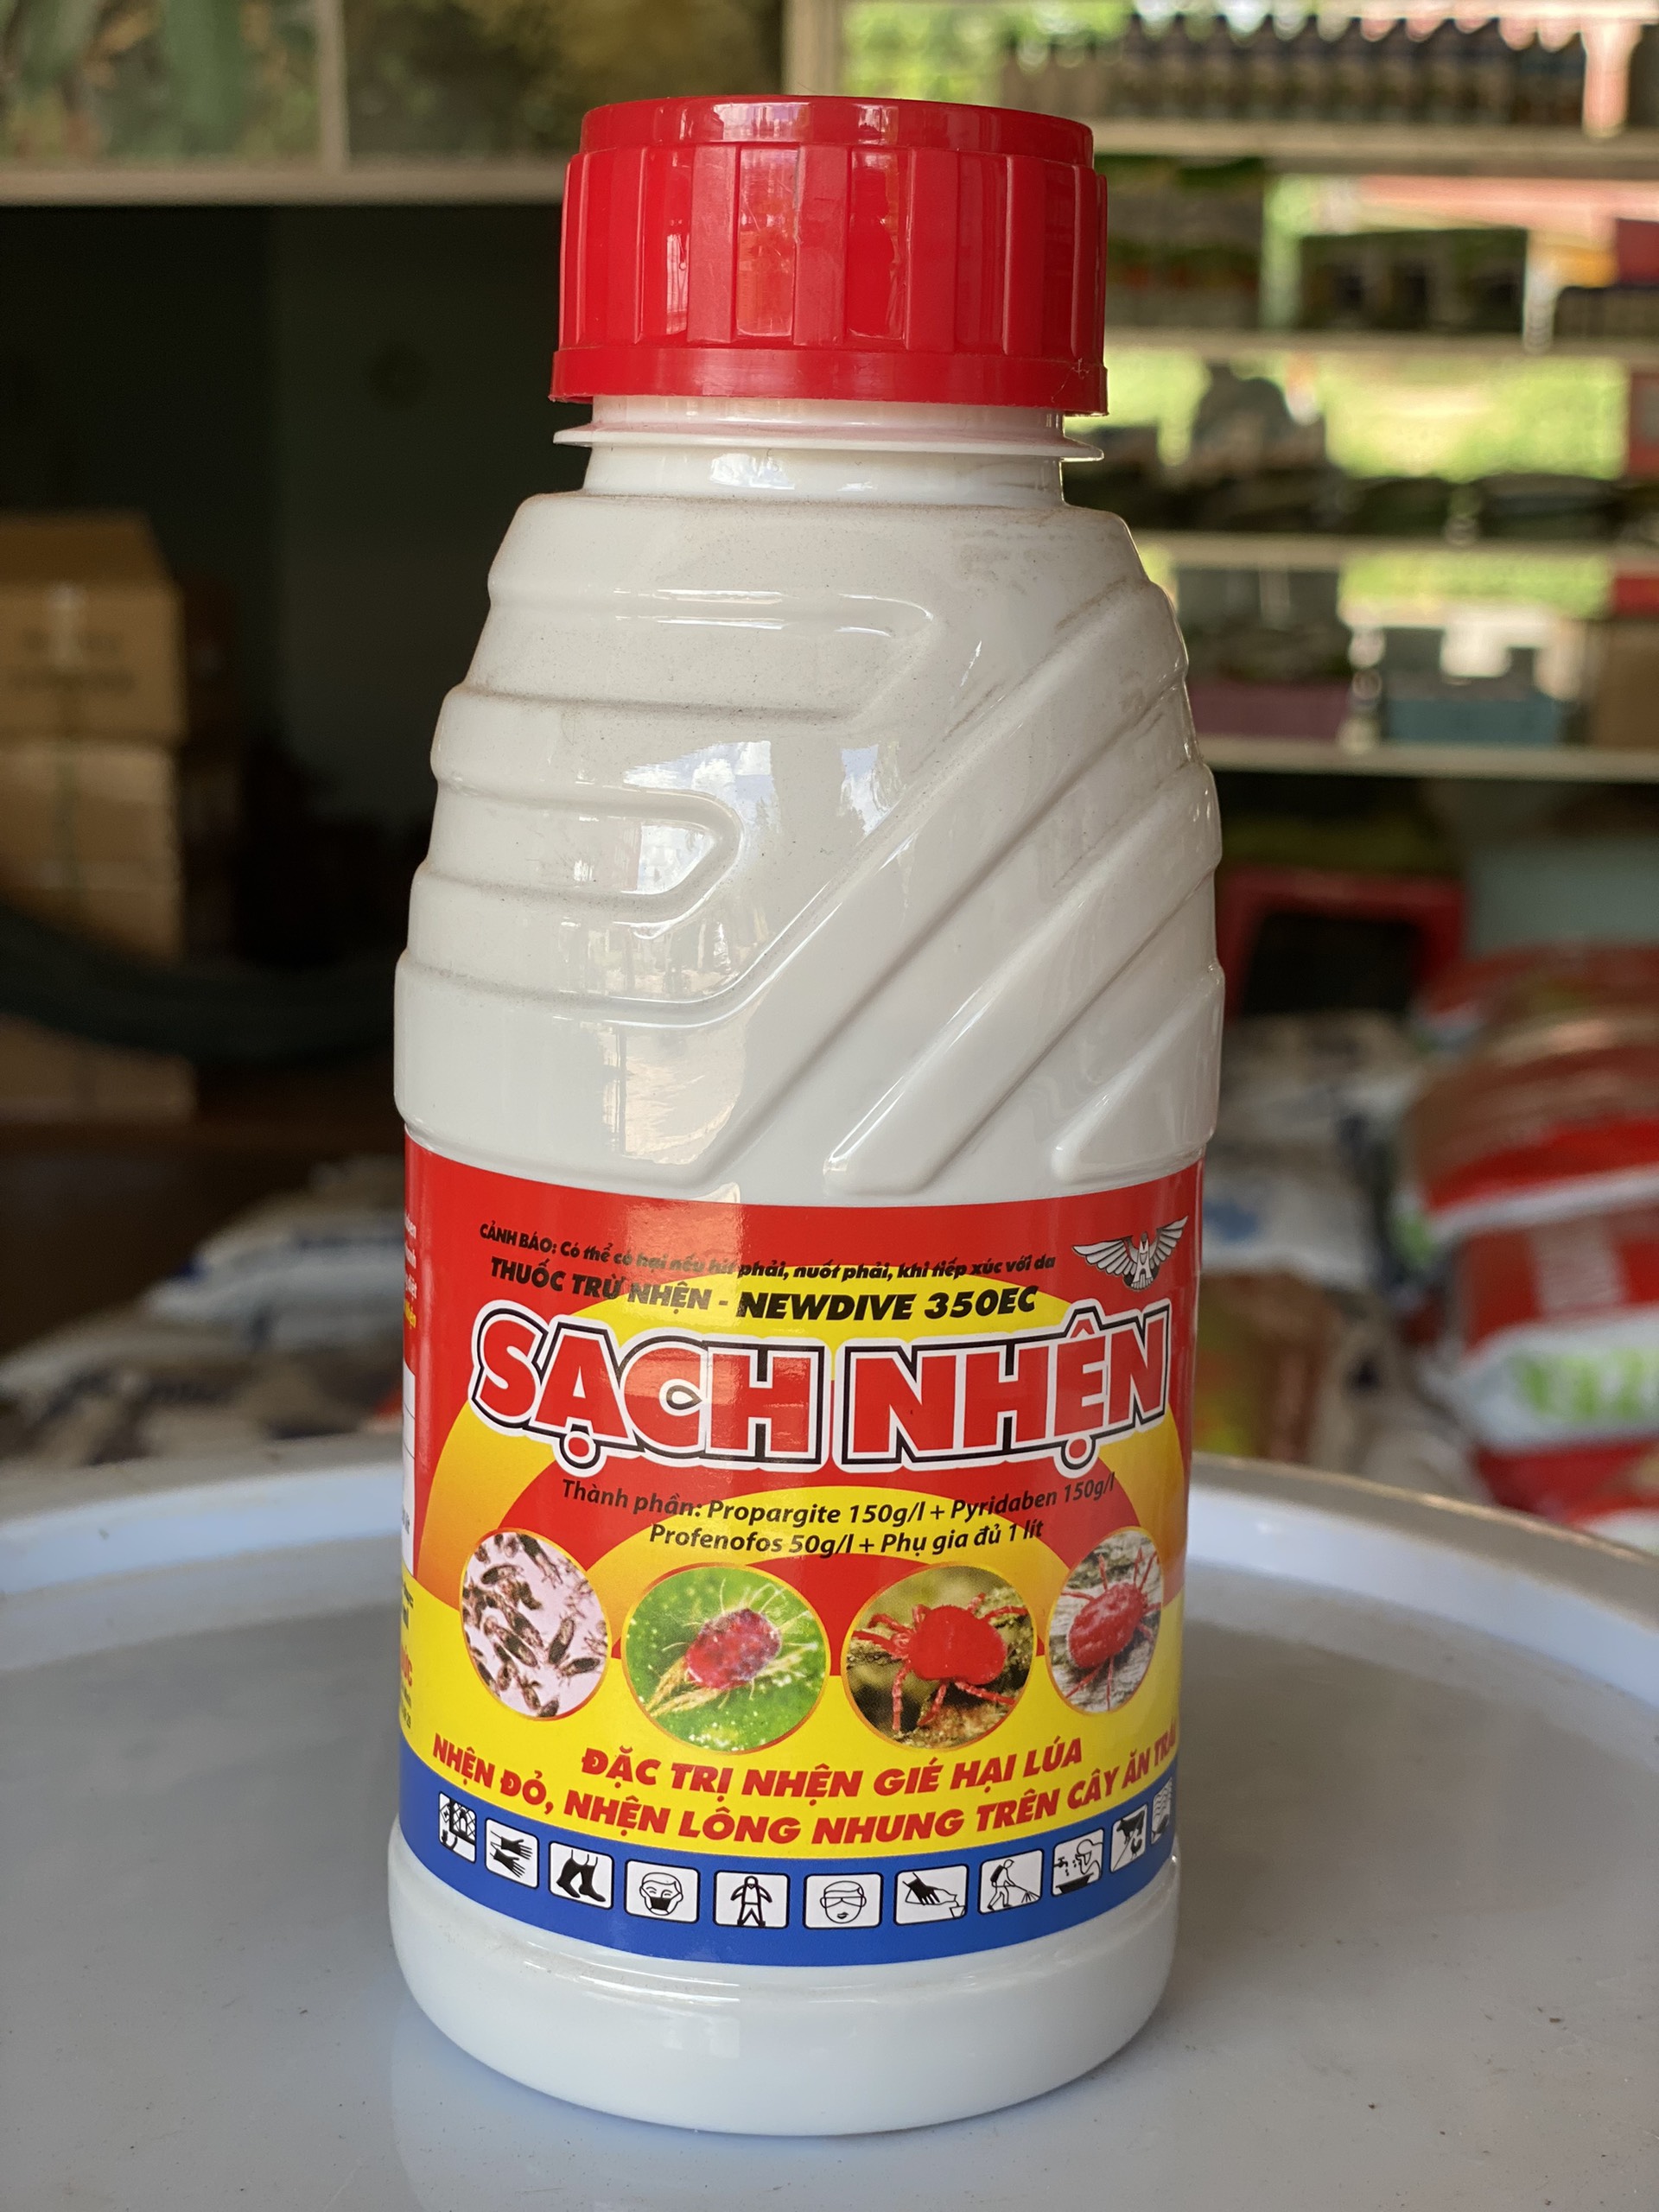 CẢNH BÁO: Có thể có hại nếu hít phải, nuốt phải, khi tiếp xúc với da
THUỐC TRỪ NHỆN - NEWDIVE 350EC
SẠCH NHỆN
Thành phần: Propargite 150g/l + Pyridaben 150g/l
Profenofos 50g/l + Phụ gia đủ 1 lít
ĐẶC TRỊ NHỆN GIÉ HẠI LÚA
NHỆN ĐỎ, NHỆN LÔNG NHUNG TRÊN CÂY ĂN TRÁI